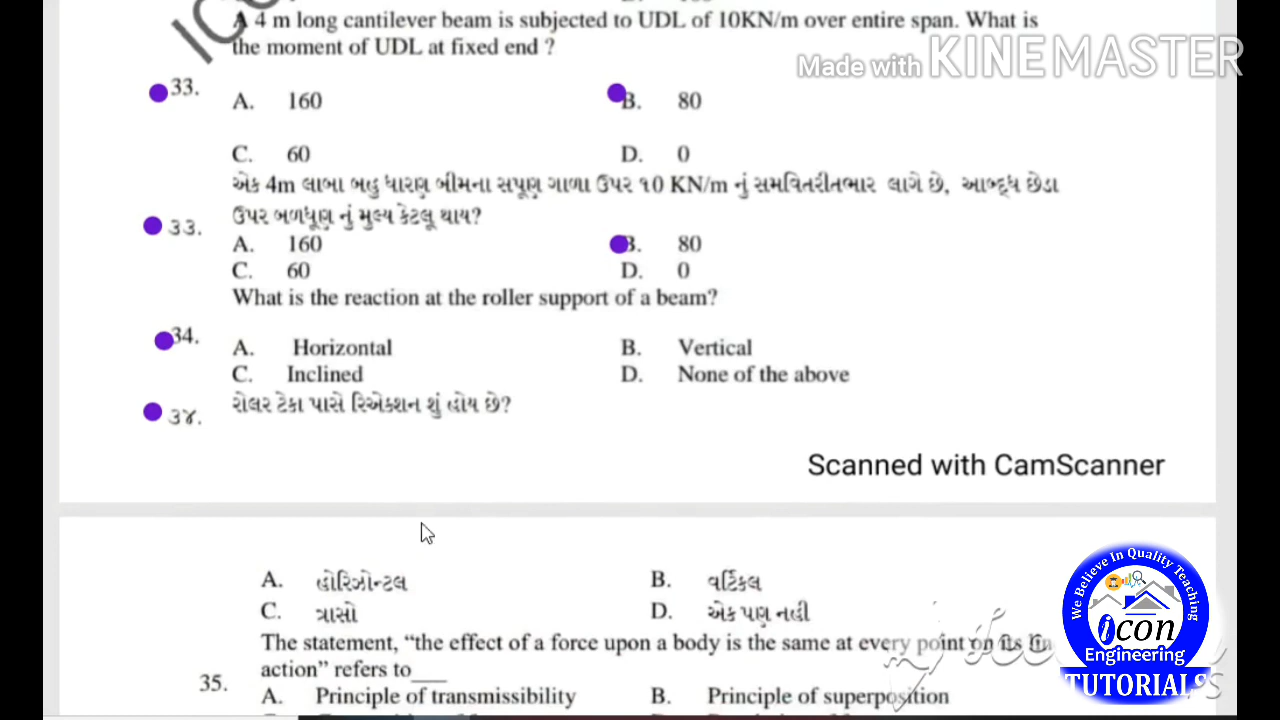 A 4 m long cantilever beam is subjected to UDL of 10KN/m over entire span. What is
the moment of UDL at fixed end ?
Made with KINEMASTER
33.
A. 160 B. 80
C. 60 D. 0
એક 4m લાબા બહુ ધારણ બીમના સપૂણ ગાળા ઉપર ૧0 KN/m નું સમવિતરીતભાર લાગે છે, આબ્દ્ધ છેડા
ઉપર બળધૂણ નું મુલ્ય કેટલૂ થાય?
૩૩.
A. 160 B. 80
C. 60 D. 0
What is the reaction at the roller support of a beam?
34.
A. Horizontal B. Vertical
C. Inclined D. None of the above
૩૪. રોલર ટેકા પાસે રિએક્શન શું હોય છે?
Scanned with CamScanner
A. હોરિઝોન્ટલ B. વર્ટિકલ
C. ત્રાસો D. એક પણ નહી
The statement, “the effect of a force upon a body is the same at every point on its
action” refers to___
35.
A. Principle of transmissibility B. Principle of superposition
We Believe In Quality Teaching
icon
Engineering
TUTORIALS